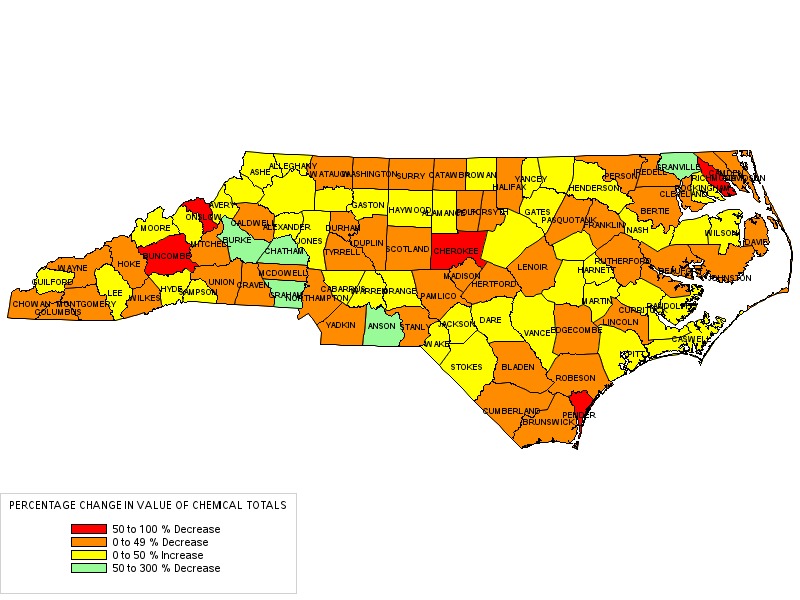 ALLEGHANY
ASHE
WATAUGA
WASHINGTON
SURRY
CATAWBA
ROWAN
HALIFAX
YANCEY
HENDERSON
PERSON
IREDELL
GRANVILLE
CAMDEN
DAVIDSON
ROCKINGHAM
CLEVELAND
ONSLOW
AVERY
GASTON
HAYWOOD
ALAMANCE
POLK
FORSYTH
GATES
PASQUOTANK
FRANKLIN
BERTIE
NASH
WILSON
DAVIE
MOORE
MITCHELL
CALDWELL
ALEXANDER
BURKE
CHATHAM
JONES
DURHAM
DUPLIN
TYRRELL
SCOTLAND
CHEROKEE
BUNCOMBE
HOKE
WAYNE
GUILFORD
LEE
CHOWAN
MONTGOMERY
COLUMBUS
WILKES
HYDE
SAMPSON
UNION
CRAVEN
MCDOWELL
GRAHAM
NORTHAMPTON
CABARRUS
WARREN
ORANGE
PAMLICO
MADISON
HERTFORD
LENOIR
HARNETT
RUTHERFORD
BEAUFORT
JOHNSTON
MARTIN
CURRITUCK
RANDOLPH
LINCOLN
CASWELL
PITT
YADKIN
ANSON
STANLY
JACKSON
WAKE
DARE
VANCE
EDGECOMBE
STOKES
BLADEN
ROBESON
CUMBERLAND
BRUNSWICK
PENDER
PERCENTAGE CHANGE IN VALUE OF CHEMICAL TOTALS
50 to 100 % Decrease
0 to 49 % Decrease
0 to 50 % Increase
50 to 300 % Decrease